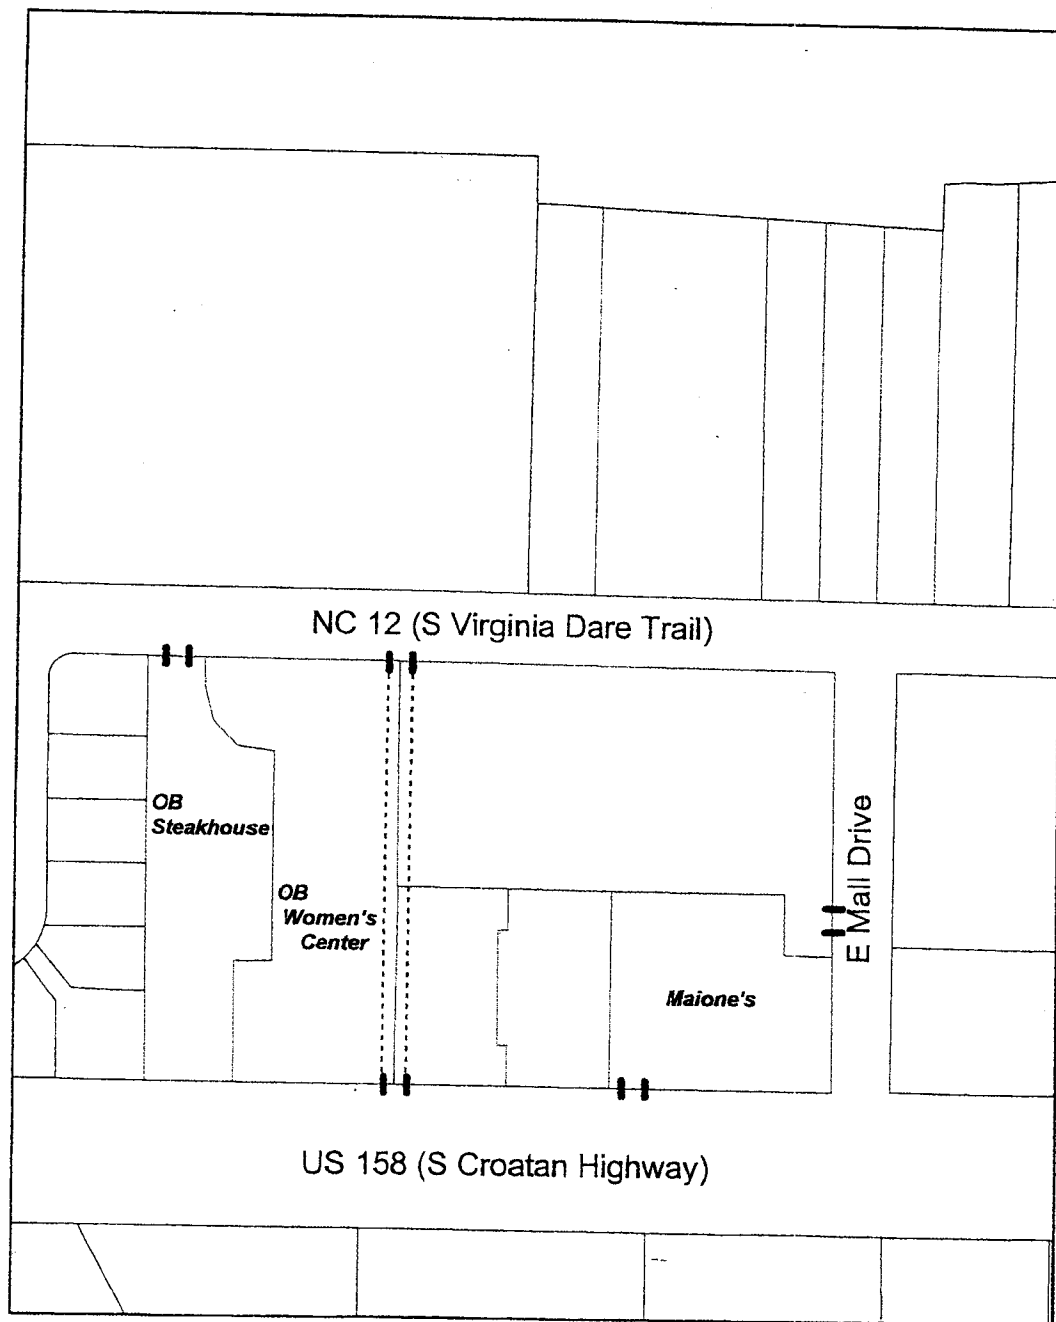 NC 12 (S Virginia Dare Trail)
OB
Steakhouse
OB
Women's
Center
E Mall Drive
Maione's
US 158 (S Croatan Highway)